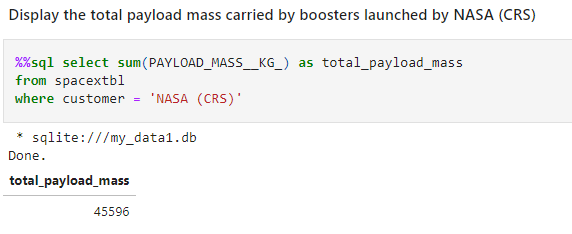 Display the total payload mass carried by boosters launched by NASA (CRS)
%%sql select sum(PAYLOAD_MASS__KG_) as total_payload_mass
from spacextbl
where customer = 'NASA (CRS)'
* sqlite:///my_data1.db
Done.
total_payload_mass
45596